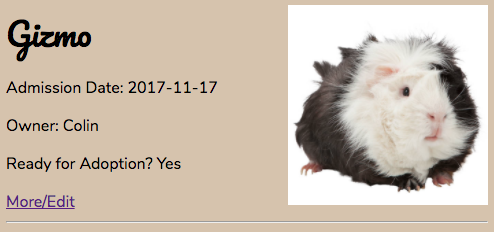 Gizmo
Admission Date: 2017-11-17
Owner: Colin
Ready for Adoption? Yes
More/Edit